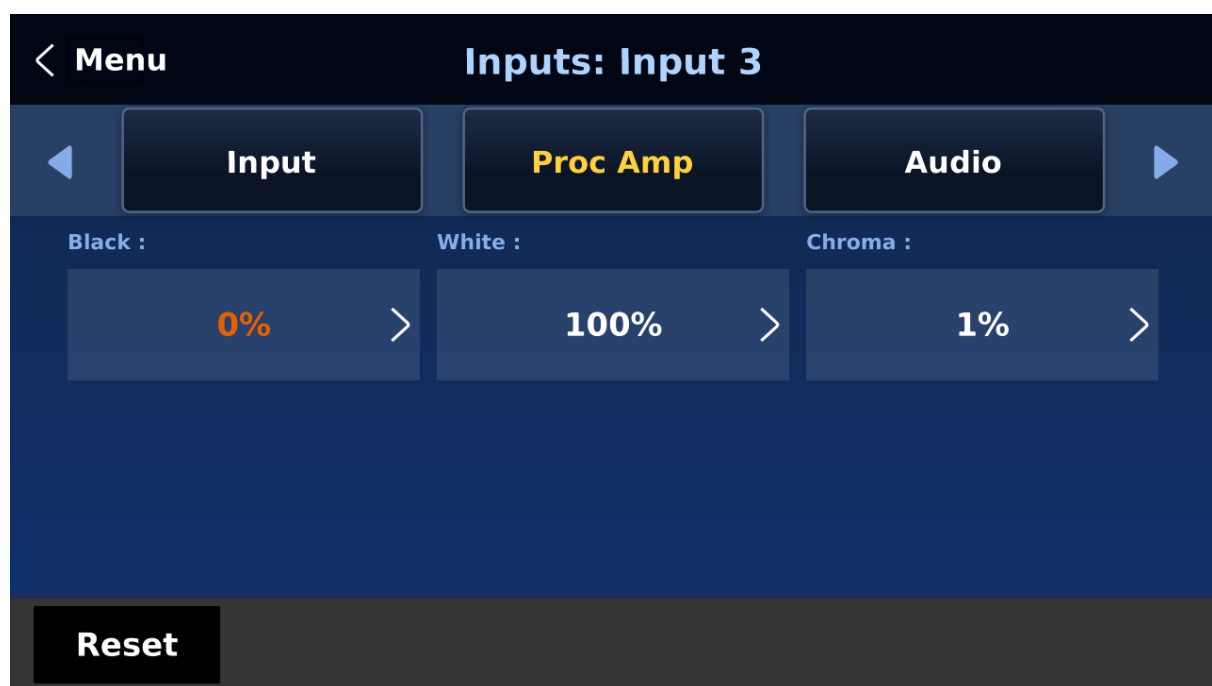 Menu
Inputs: Input 3
Input
Proc Amp
Audio
Black :
White :
Chroma :
0%
100%
1%
Reset